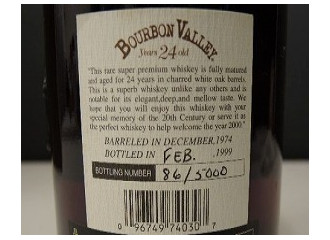 BOURBON VALLEY
years 24 old
"This rare super premium whiskey is fully matured
and aged for 24 years in charred white oak barrels.
This is a superb whiskey unlike any others and is
notable for its elegant,deep,and mellow taste. We
hope that you will enjoy this whiskey with your
special memory of the 20th Century or serve it as
the perfect whiskey to help welcome the year 2000."
BARRELED IN DECEMBER,1974
BOTTLED IN FEB. ,1999
BOTTLING NUMBER 86/5000
0 96749 74030 7